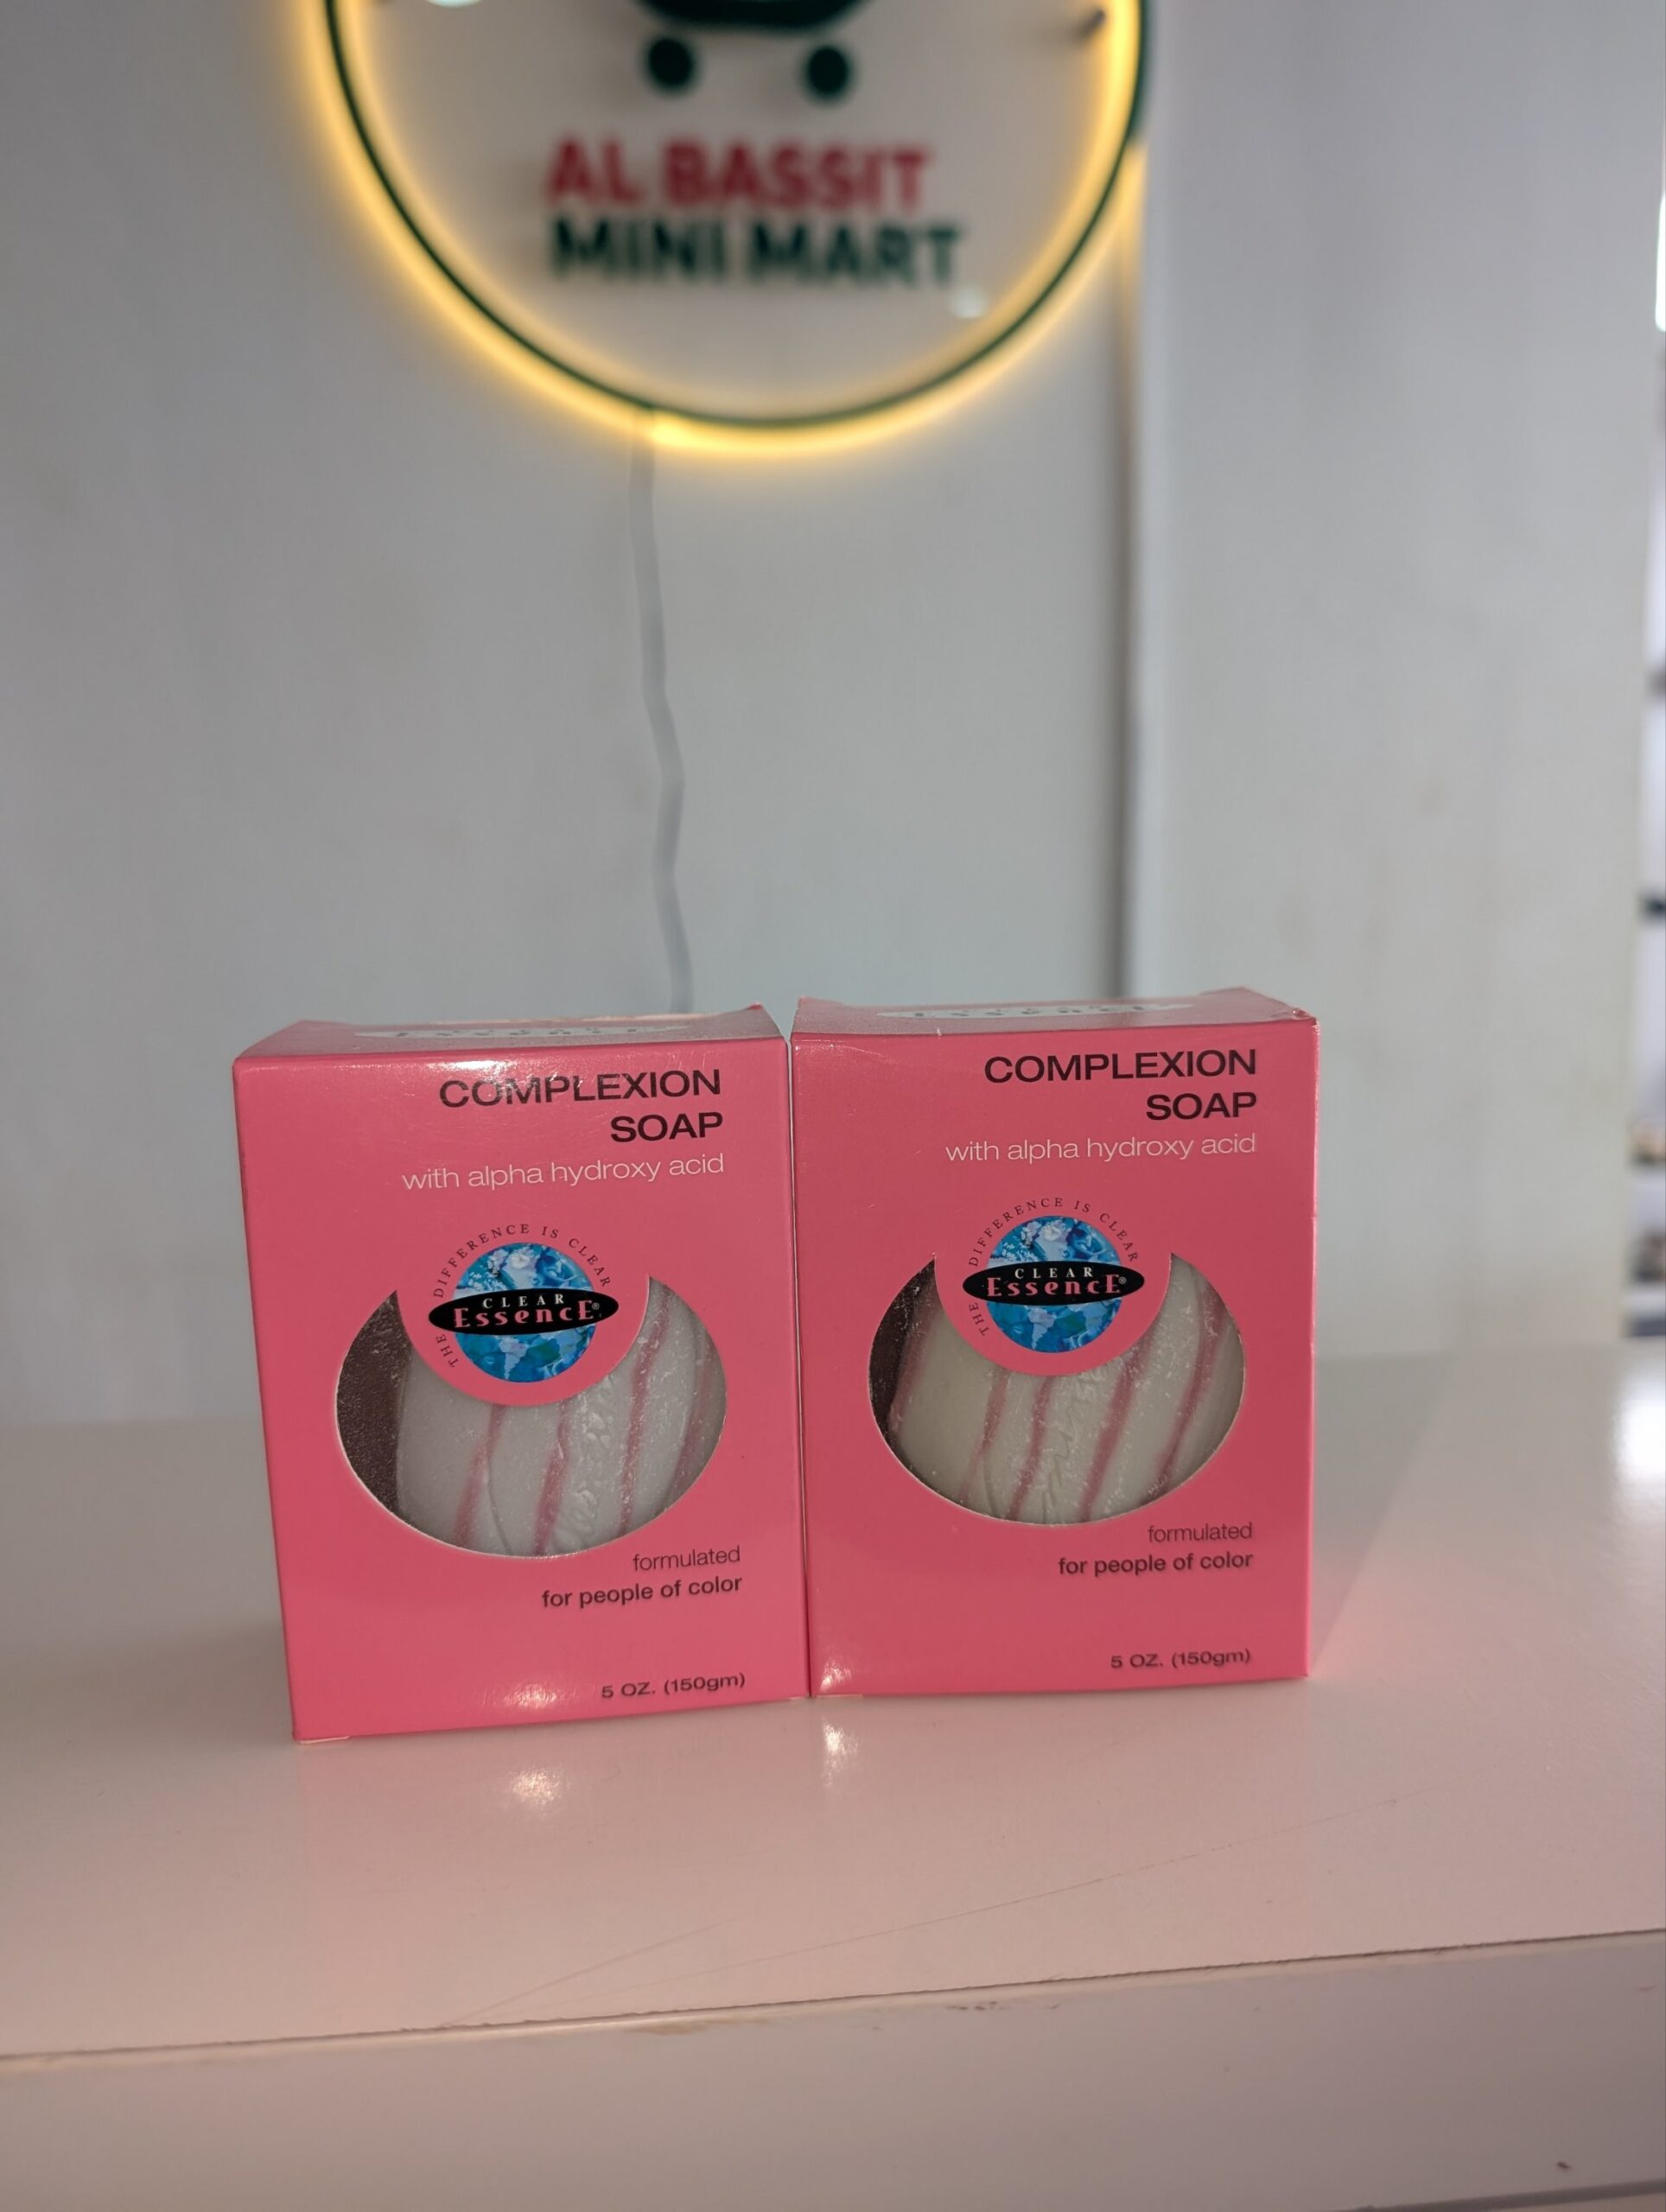 AL BASSIT
MINI MART
COMPLEXION
SOAP
with alpha hydroxy acid
THE DIFFERENCE IS CLEAR
CLEAR
EssencE®
formulated
for people of color
5 OZ. (150gm)
COMPLEXION
SOAP
with alpha hydroxy acid
THE DIFFERENCE IS CLEAR
CLEAR
EssencE®
formulated
for people of color
5 OZ. (150gm)